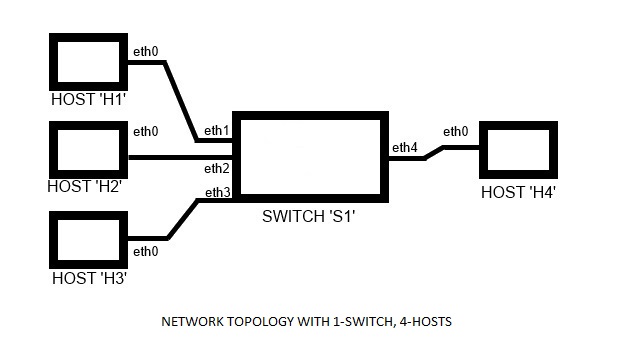 eth0
HOST 'H1'
eth0
HOST 'H2'
eth0
HOST 'H3'
eth1
eth2
eth3
SWITCH 'S1'
eth4
eth0
HOST 'H4'
NETWORK TOPOLOGY WITH 1-SWITCH, 4-HOSTS